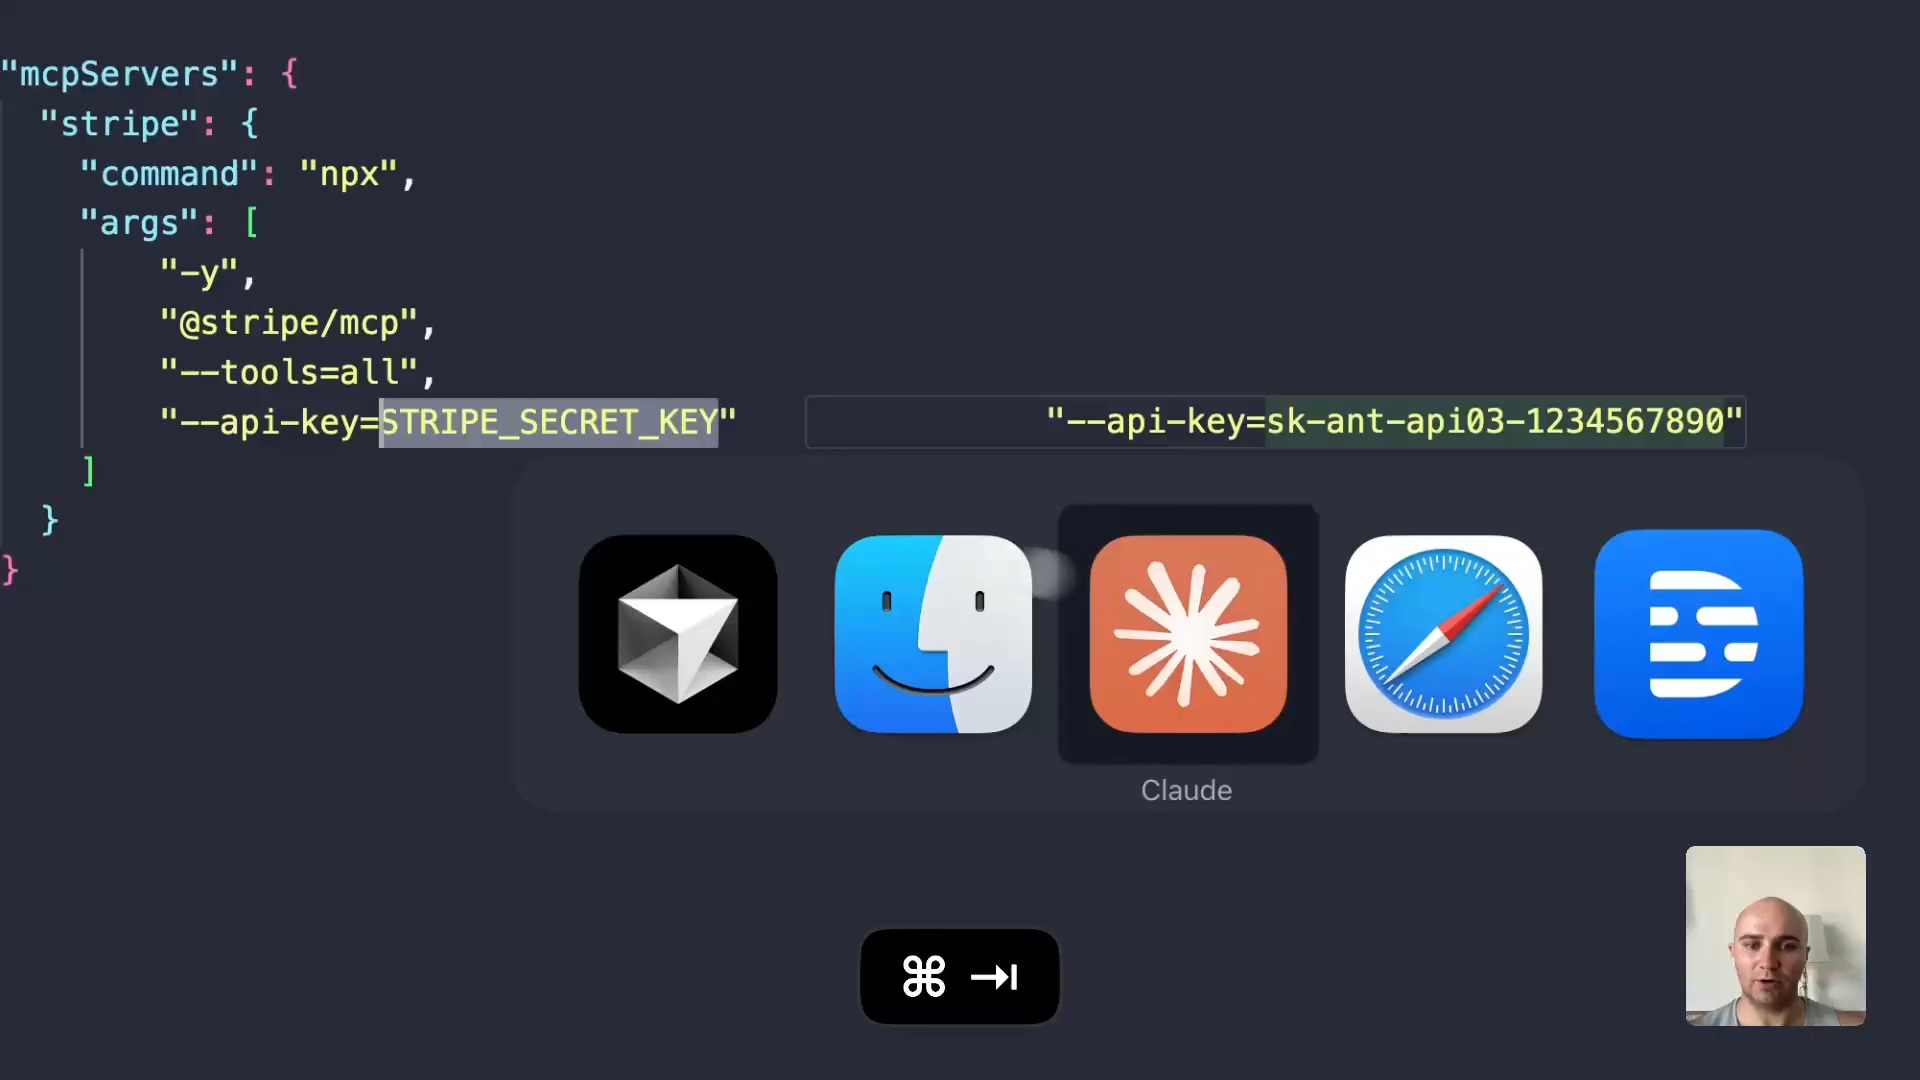 "mcpServers": {
"stripe": {
"command": "npx",
"args": [
"-y",
"@stripe/mcp",
"--tools=all",
"--api-key=STRIPE_SECRET_KEY" "--api-key=sk-ant-api03-1234567890"
]
}
}
Claude
⌘ ⇥